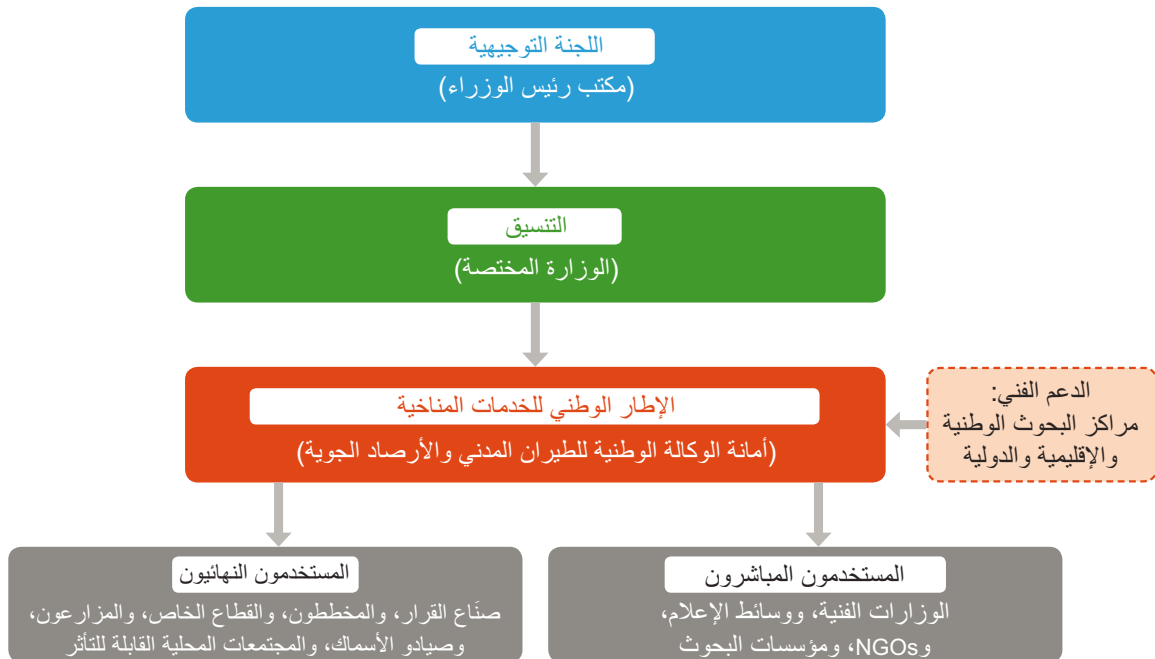 اللجنة التوجيهية
(مكتب رئيس الوزراء)
التنسيق
(الوزارة المختصة)
الإطار الوطني للخدمات المناخية
(أمانة الوكالة الوطنية للطيران المدني والأرصاد الجوية)
الدعم الفني:
مراكز البحوث الوطنية
والإقليمية والدولية
المستخدمون المباشرون
الوزارات الفنية، ووسائط الإعلام،
وNGOs، ومؤسسات البحوث
المستخدمون النهائيون
صنّاع القرار، والمخططون، والقطاع الخاص، والمزارعون،
وصيادو الأسماك، والمجتمعات المحلية القابلة للتأثر